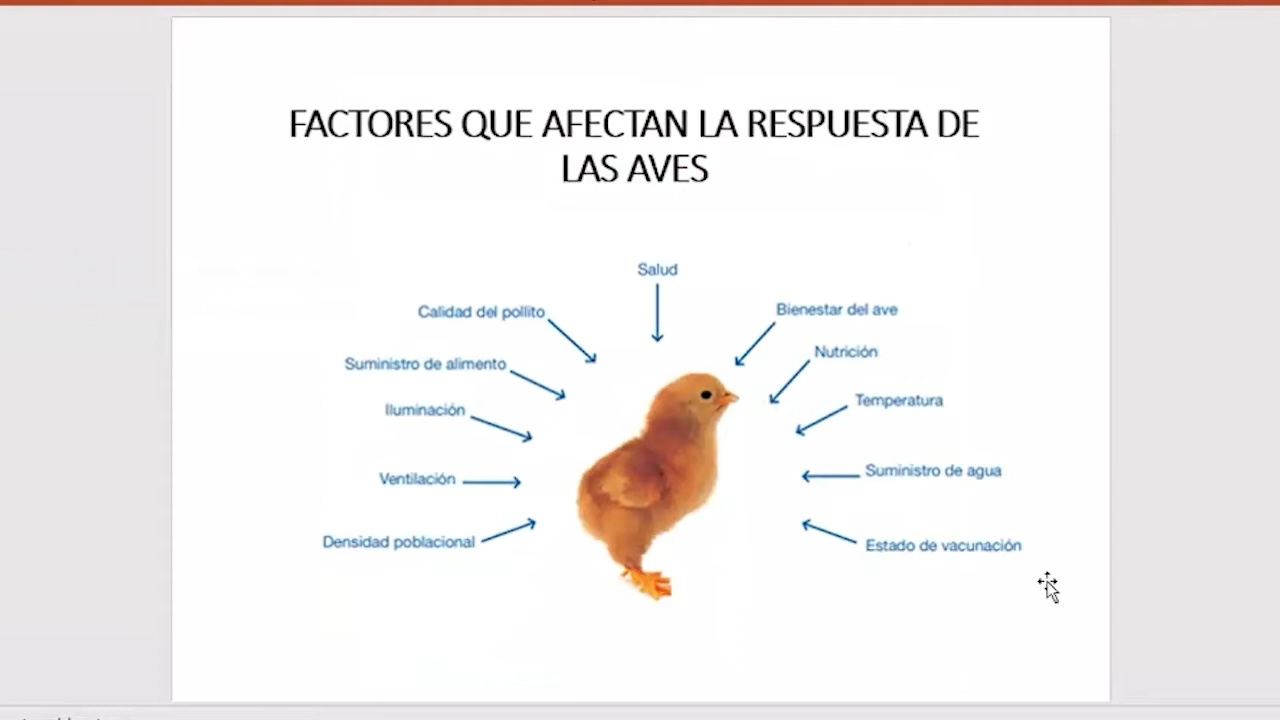 FACTORES QUE AFECTAN LA RESPUESTA DE
LAS AVES
Salud
Calidad del pollito
Bienestar del ave
Suministro de alimento
Nutrición
Iluminación
Temperatura
Ventilación
Suministro de agua
Densidad poblacional
Estado de vacunación